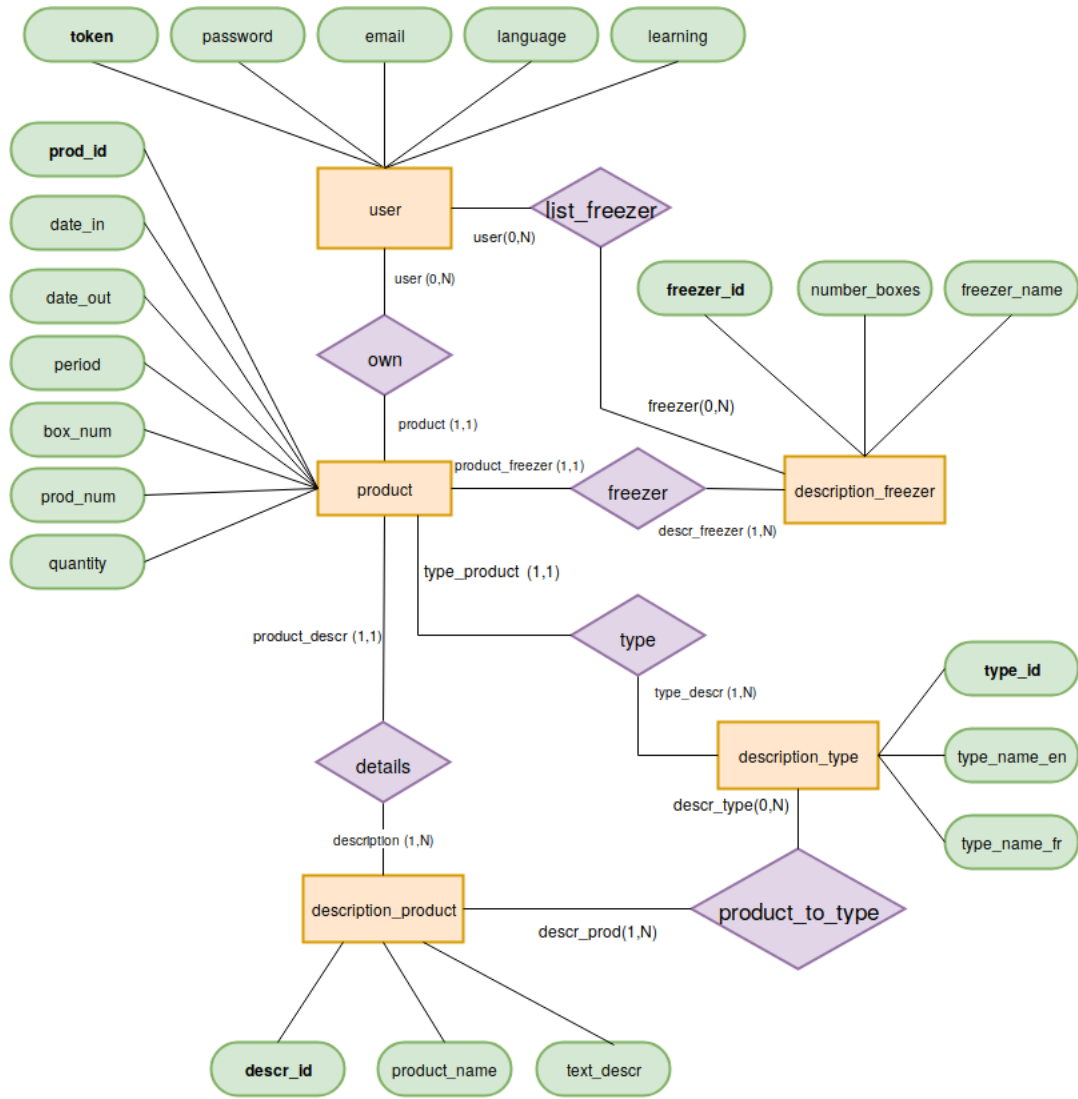 token
password
email
language
learning
prod_id
date_in
date_out
period
box_num
prod_num
quantity
user
list_freezer
user(0,N)
user (0,N)
freezer_id
number_boxes
freezer_name
own
freezer(0,N)
product (1,1)
product_freezer (1,1)
product
freezer
description_freezer
descr_freezer (1,N)
type_product (1,1)
product_descr (1,1)
type
type_id
type_descr (1,N)
description_type
type_name_en
details
descr_type(0,N)
description (1,N)
type_name_fr
description_product
product_to_type
descr_prod(1,N)
descr_id
product_name
text_descr